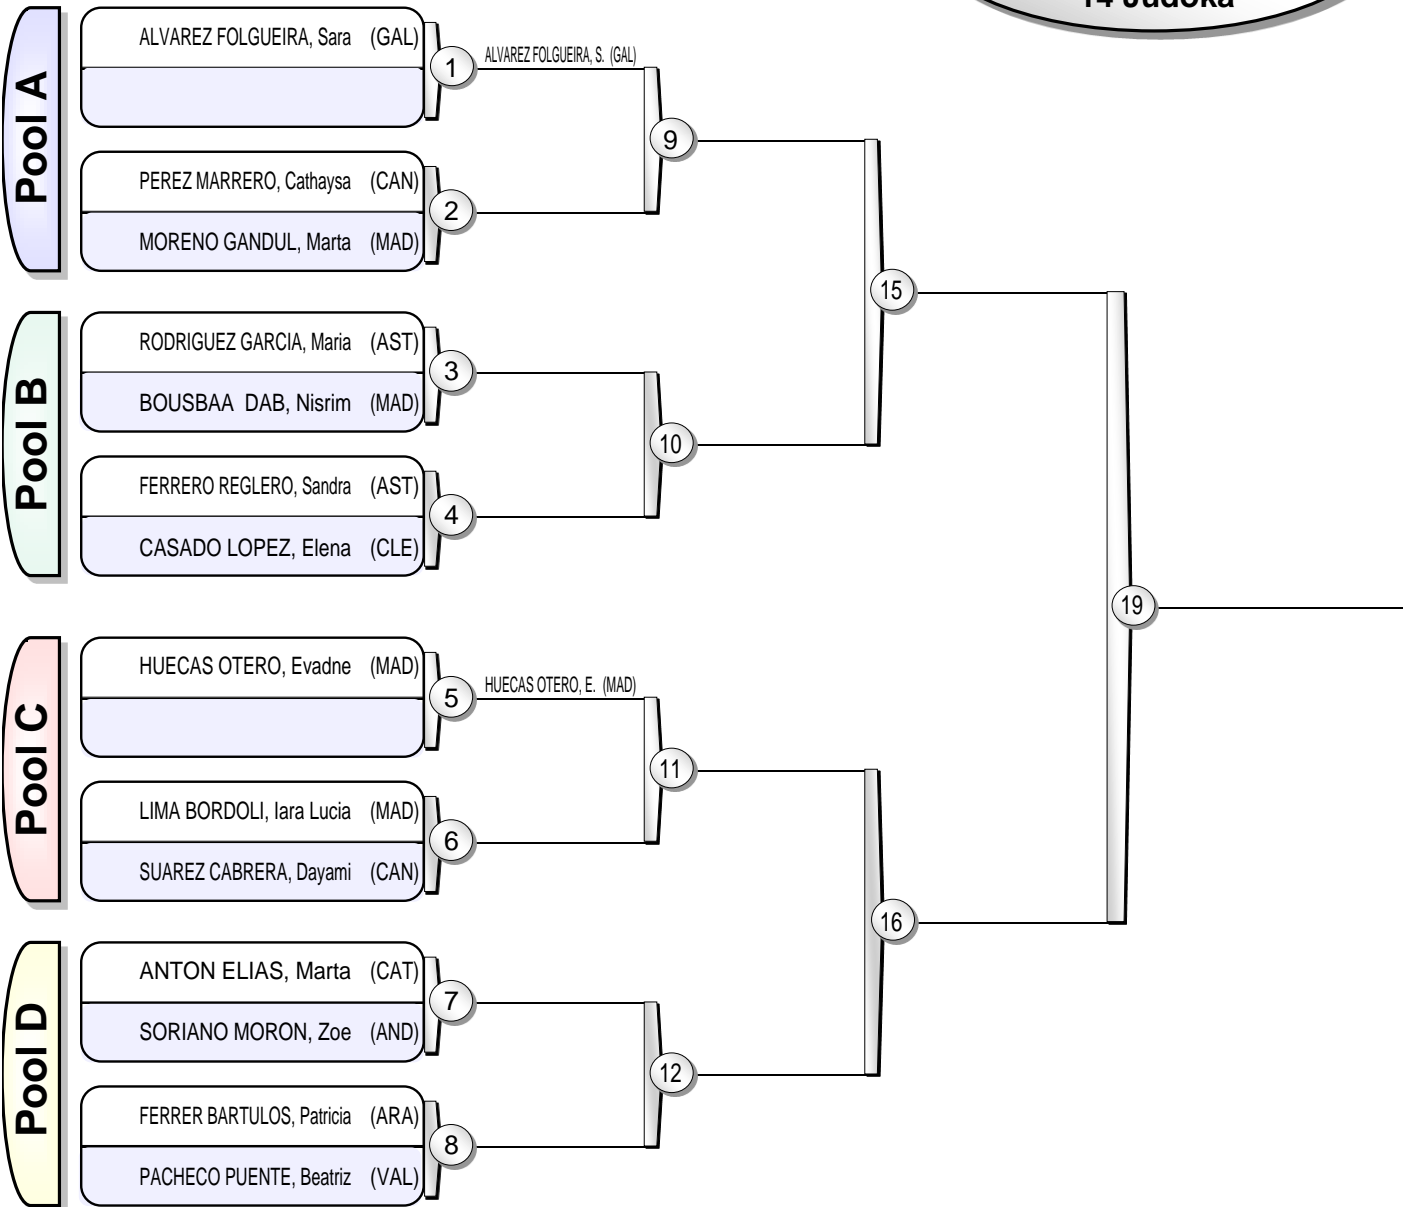 14 Judoka
Pool A
ALVAREZ FOLGUEIRA, Sara (GAL)
1
ALVAREZ FOLGUEIRA, S. (GAL)
9
PEREZ MARRERO, Cathaysa (CAN)
2
MORENO GANDUL, Marta (MAD)
15
Pool B
RODRIGUEZ GARCIA, Maria (AST)
3
BOUSBAA DAB, Nisrim (MAD)
10
FERRERO REGLERO, Sandra (AST)
4
CASADO LOPEZ, Elena (CLE)
19
Pool C
HUECAS OTERO, Evadne (MAD)
5
HUECAS OTERO, E. (MAD)
11
LIMA BORDOLI, Iara Lucia (MAD)
6
SUAREZ CABRERA, Dayami (CAN)
16
Pool D
ANTON ELIAS, Marta (CAT)
7
SORIANO MORON, Zoe (AND)
12
FERRER BARTULOS, Patricia (ARA)
8
PACHECO PUENTE, Beatriz (VAL)